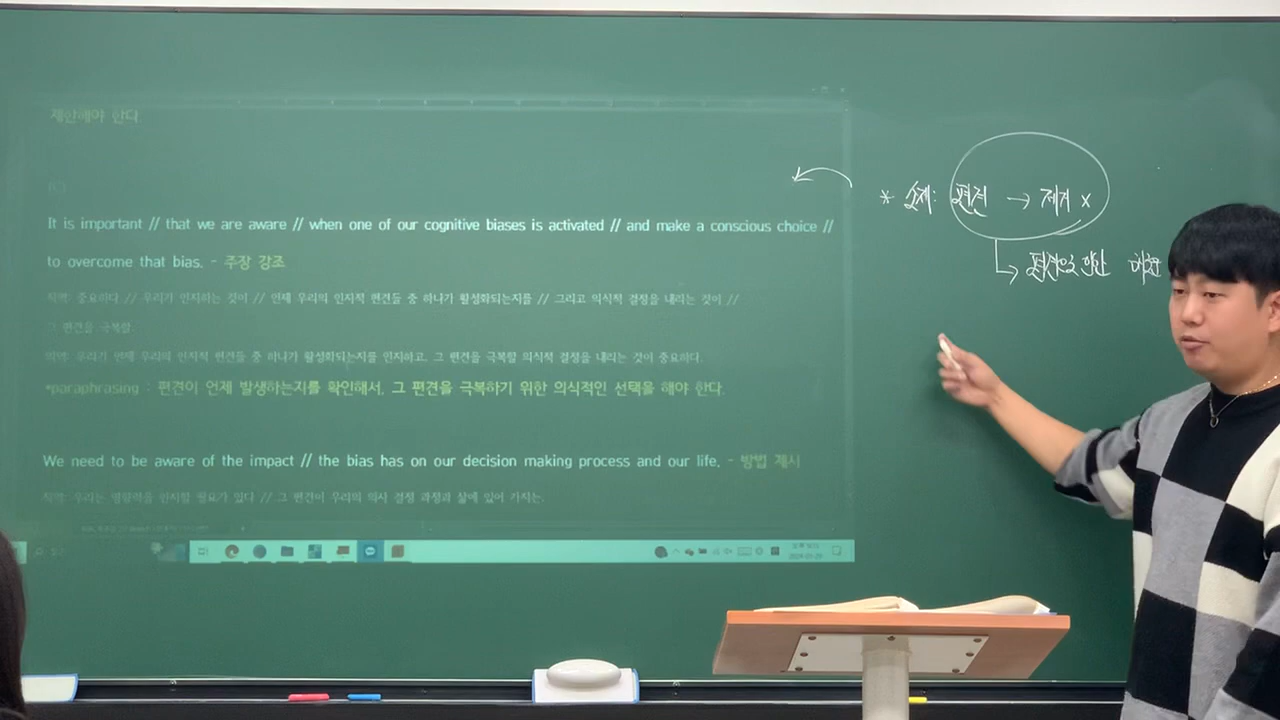 제안해야 한다
It is important // that we are aware // when one of our cognitive biases is activated // and make a conscious choice //
to overcome that bias. - 주장 강조
직역: 중요하다 // 우리가 인지하는 것이 // 언제 우리의 인지적 편견들 중 하나가 활성화되는지를 // 그리고 의식적 결정을 내리는 것이 //
그 편견을 극복할.
의역: 우리가 언제 우리의 인지적 편견들 중 하나가 활성화되는지를 인지하고, 그 편견을 극복할 의식적 결정을 내리는 것이 중요하다.
*paraphrasing : 편견이 언제 발생하는지를 확인해서, 그 편견을 극복하기 위한 의식적인 선택을 해야 한다.
We need to be aware of the impact // the bias has on our decision making process and our life. - 방법 제시
직역: 우리는 영향력을 인지할 필요가 있다 // 그 편견이 우리의 의사 결정 과정과 삶에 있어 가지는.
* 소재: 편견 → 제거 x